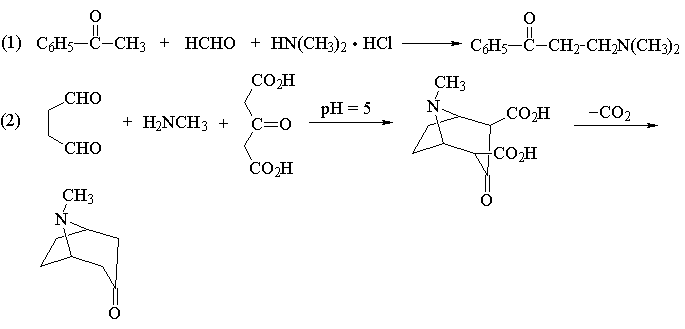 (1) C₆H₅—C—CH₃ + HCHO + HN(CH₃)₂ • HCl → C₆H₅—C—CH₂-CH₂N(CH₃)₂
O O
(2) CHO CHO + H₂NCH₃ + CO₂H =O CO₂H pH = 5 CH₃ N CO₂H CO₂H O −CO₂
CH₃
N
O